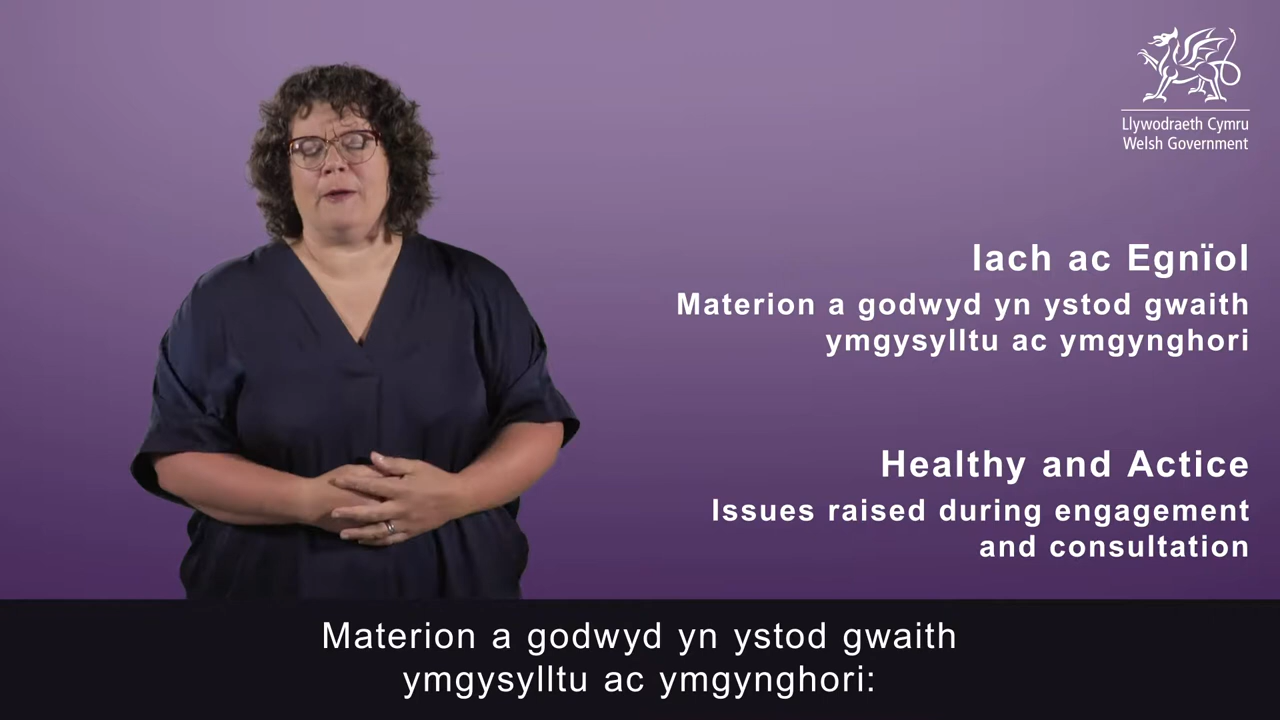 Llywodraeth Cymru
Welsh Government
Iach ac Egnïol
Materion a godwyd yn ystod gwaith
ymgysylltu ac ymgynghori
Healthy and Actice
Issues raised during engagement
and consultation
Materion a godwyd yn ystod gwaith
ymgysylltu ac ymgynghori: